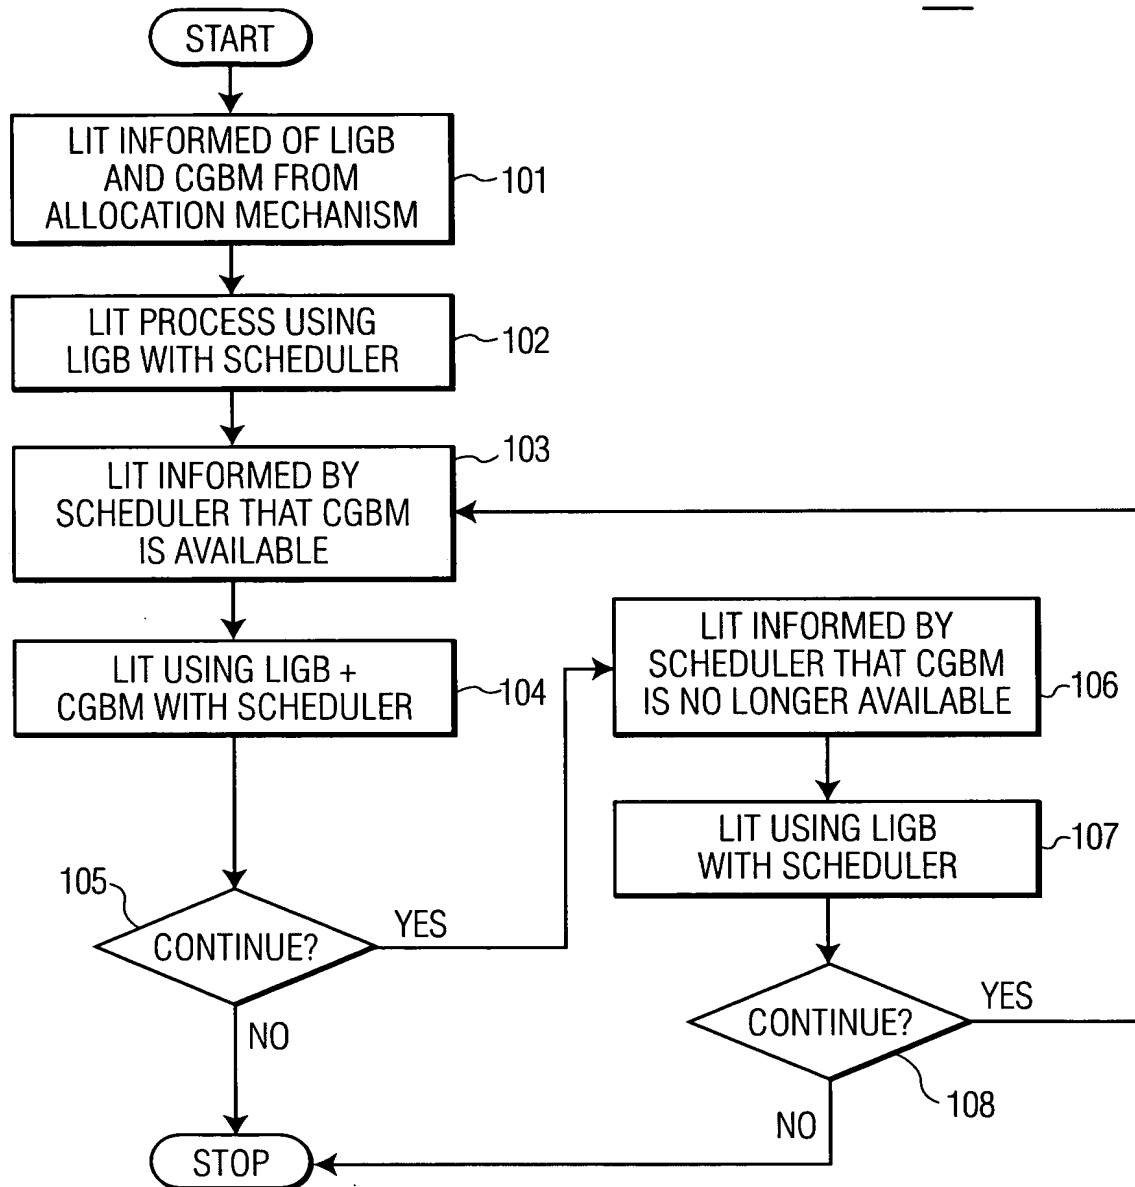 START
LIT INFORMED OF LIGB
AND CGBM FROM
ALLOCATION MECHANISM
101
LIT PROCESS USING
LIGB WITH SCHEDULER
102
LIT INFORMED BY
SCHEDULER THAT CGBM
IS AVAILABLE
103
LIT USING LIGB +
CGBM WITH SCHEDULER
104
105
CONTINUE?
YES
NO
LIT INFORMED BY
SCHEDULER THAT CGBM
IS NO LONGER AVAILABLE
106
LIT USING LIGB
WITH SCHEDULER
107
CONTINUE?
YES
108
NO
STOP